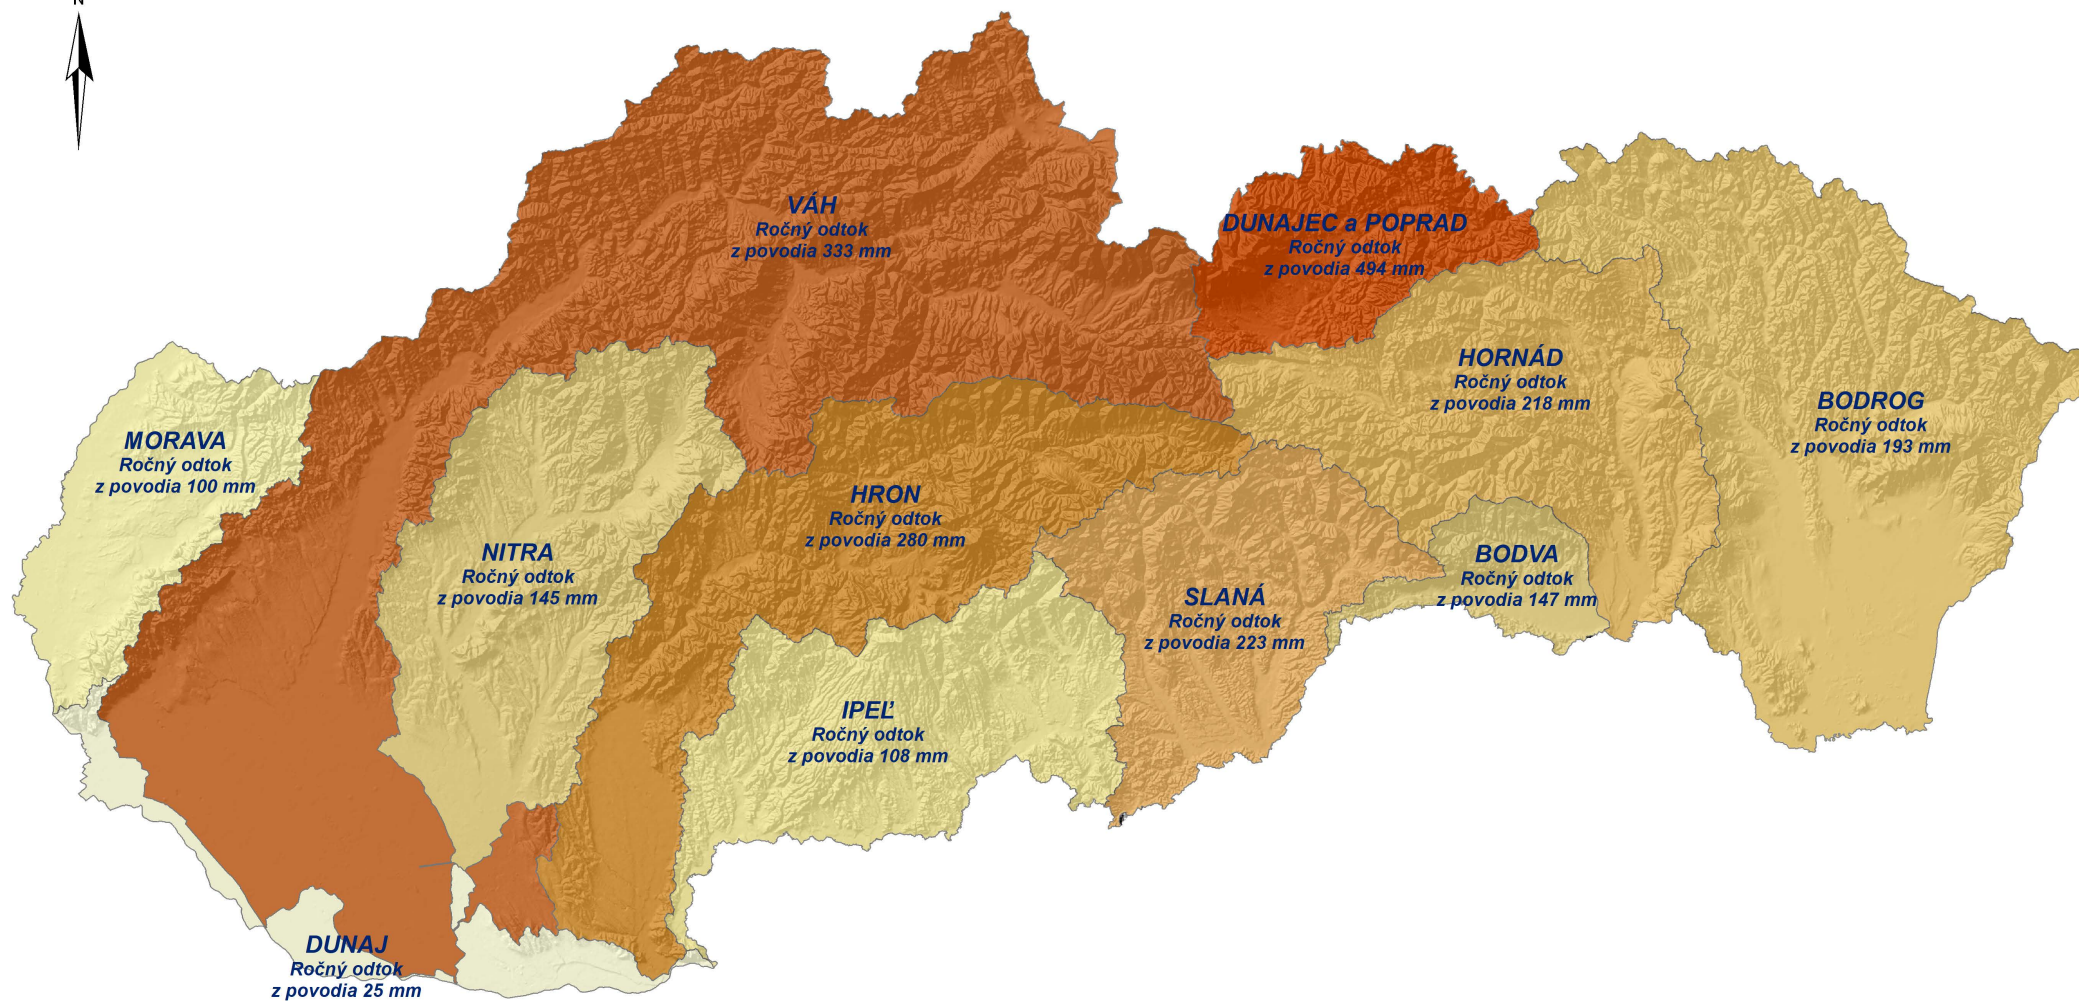 N
VÁH
Ročný odtok
z povodia 333 mm
DUNAJEC a POPRAD
Ročný odtok
z povodia 494 mm
HORNÁD
Ročný odtok
z povodia 218 mm
BODROG
Ročný odtok
z povodia 193 mm
MORAVA
Ročný odtok
z povodia 100 mm
HRON
Ročný odtok
z povodia 280 mm
NITRA
Ročný odtok
z povodia 145 mm
BODVA
Ročný odtok
z povodia 147 mm
SLANÁ
Ročný odtok
z povodia 223 mm
IPEĽ
Ročný odtok
z povodia 108 mm
DUNAJ
Ročný odtok
z povodia 25 mm